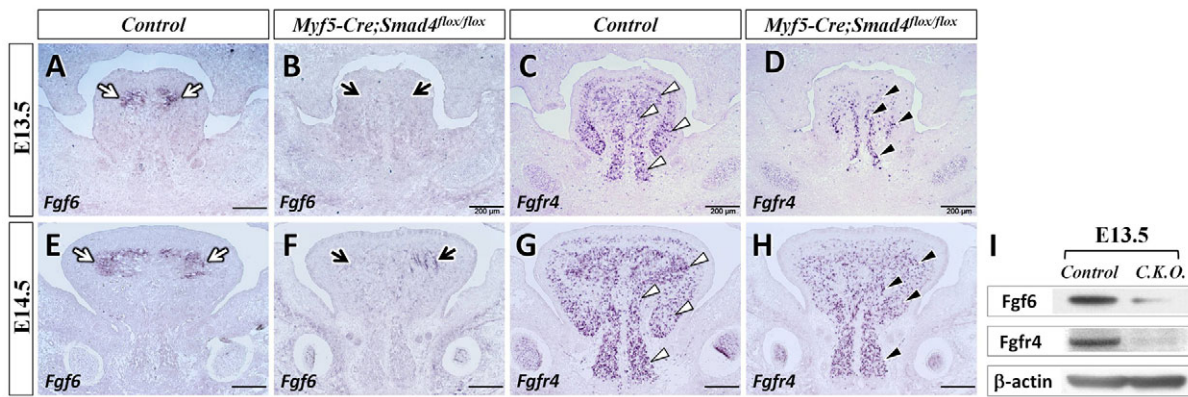 Control Myf5-Cre;Smad4flox/flox Control Myf5-Cre;Smad4flox/flox
E13.5
A B C D
Fgf6 Fgf6 200 μm Fgfr4 200 μm Fgfr4 200 μm
E14.5
E F G H
Fgf6 Fgf6 Fgfr4 Fgfr4
I E13.5
Control C.K.O.
Fgf6
Fgfr4
β-actin